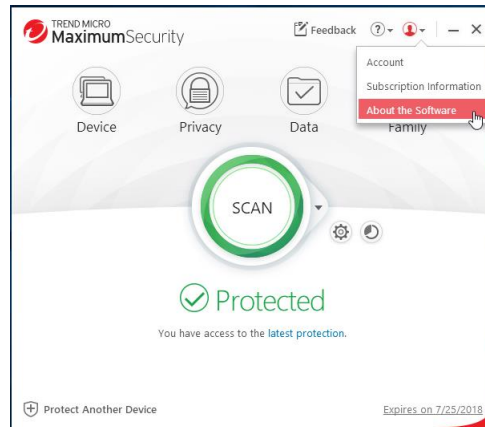 TREND MICRO
MaximumSecurity
Feedback
?
Account
Subscription Information
About the Software
Device
Privacy
Data
Family
SCAN
Protected
You have access to the latest protection.
Protect Another Device
Expires on 7/25/2018